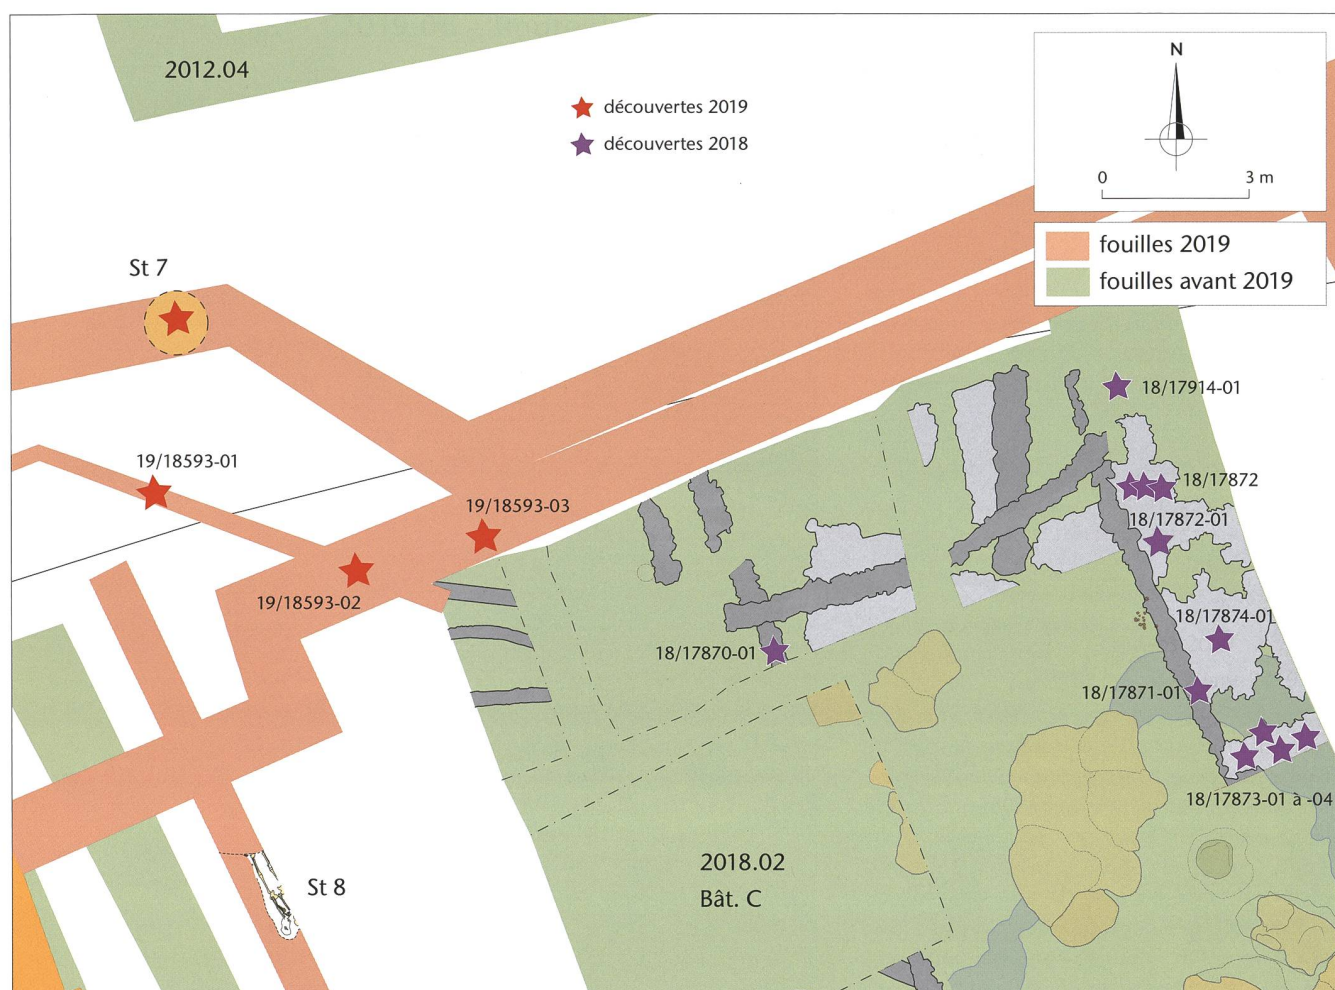 2012.04
découvertes 2019
découvertes 2018
N
0 3 m
fouilles 2019
fouilles avant 2019
St 7
18/17914-01
19/18593-01
18/17872
19/18593-03
18/17872-01
19/18593-02
18/17874-01
18/17870-01
18/17871-01
18/17873-01 à -04
2018.02
Bât. C
St 8